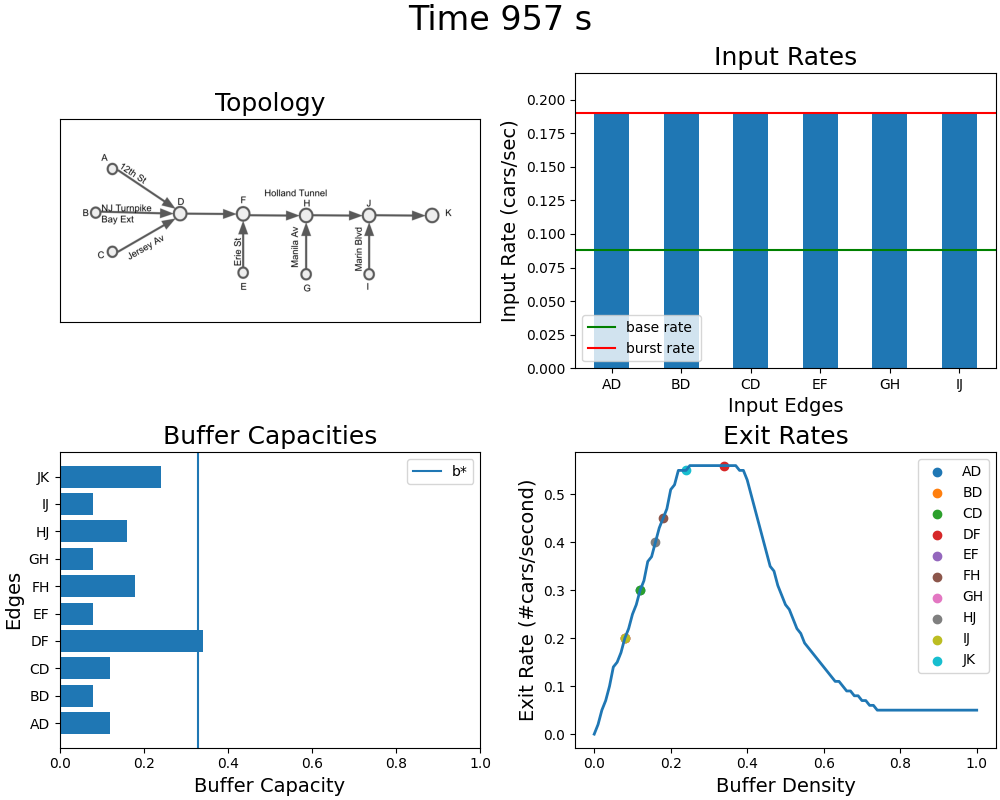 Time 957 s
Topology
A
12th St
B
NJ Turnpike
Bay Ext
C
Jersey Av
D
F
Holland Tunnel
H
J
K
Erie St
Manila Av
Marin Blvd
E
G
I
Input Rates
Input Rate (cars/sec)
0.200
0.175
0.150
0.125
0.100
0.075
0.050
0.025
0.000
base rate
burst rate
AD BD CD EF GH IJ
Input Edges
Buffer Capacities
Edges
JK
IJ
HJ
GH
FH
EF
DF
CD
BD
AD
b*
0.0 0.2 0.4 0.6 0.8 1.0
Buffer Capacity
Exit Rates
Exit Rate (#cars/second)
0.5
0.4
0.3
0.2
0.1
0.0
AD
BD
CD
DF
EF
FH
GH
HJ
IJ
JK
0.0 0.2 0.4 0.6 0.8 1.0
Buffer Density